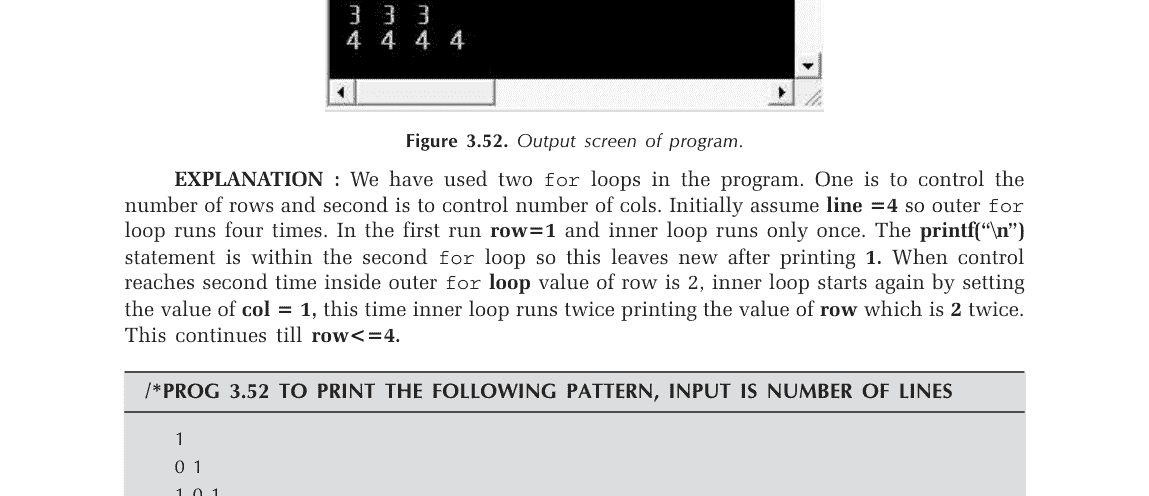 3 3 3
4 4 4 4
Figure 3.52. Output screen of program.
EXPLANATION : We have used two for loops in the program. One is to control the
number of rows and second is to control number of cols. Initially assume line =4 so outer for
loop runs four times. In the first run row=1 and inner loop runs only once. The printf(“\n”)
statement is within the second for loop so this leaves new after printing 1. When control
reaches second time inside outer for loop value of row is 2, inner loop starts again by setting
the value of col = 1, this time inner loop runs twice printing the value of row which is 2 twice.
This continues till row<=4.
/*PROG 3.52 TO PRINT THE FOLLOWING PATTERN, INPUT IS NUMBER OF LINES
1
0 1
1 0 1